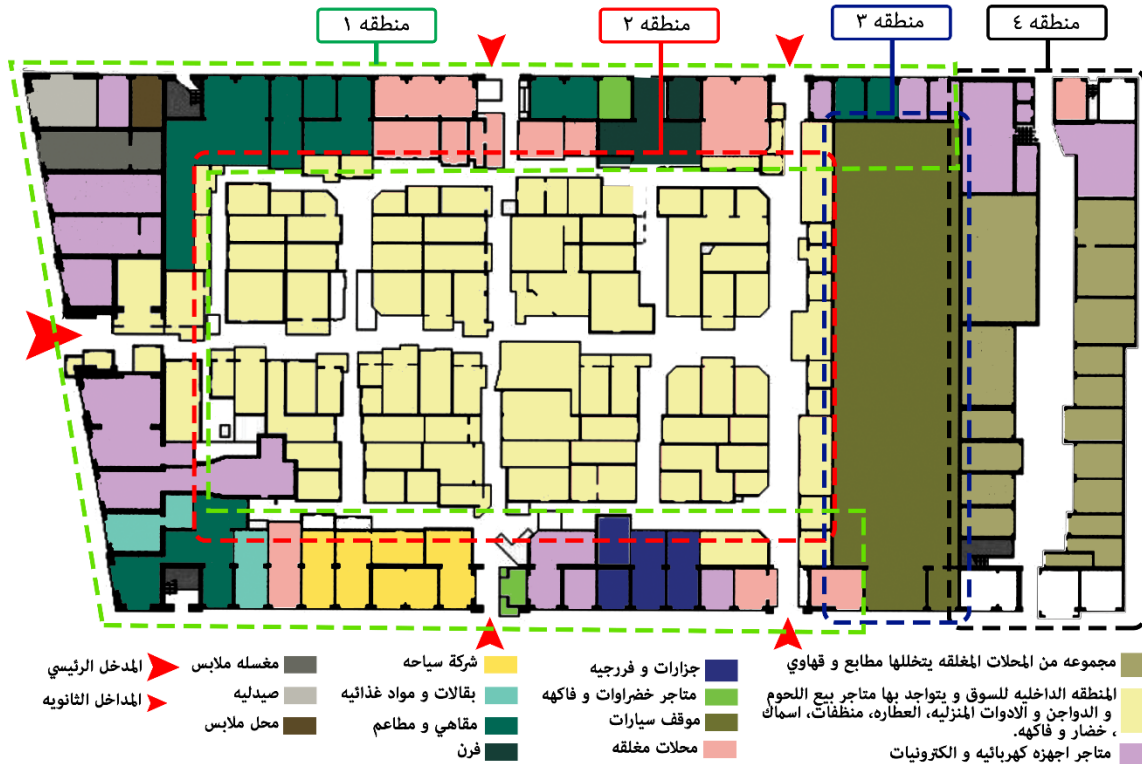 منطقه ١
منطقه ٢
منطقه ٣
منطقه ٤
مجموعه من المحلات المغلقه يتخللها مطابع و قهاوي
المنطقه الداخليه للسوق و يتواجد بها متاجر بيع اللحوم
و الدواجن و الادوات المنزليه، العطاره، منظفات، اسماك
، خضار و فاكهه.
متاجر اجهزه كهربائيه و الكترونيات
جزارات و فررجيه
متاجر خضراوات و فاكهه
موقف سيارات
محلات مغلقه
شركة سياحه
بقالات و مواد غذائيه
مقاهي و مطاعم
فرن
مغسله ملابس
صيدليه
محل ملابس
المدخل الرئيسي
المداخل الثانويه